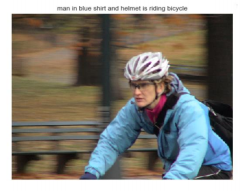 man in blue shirt and helmet is riding bicycle